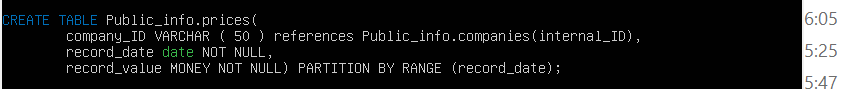 CREATE TABLE Public_info.prices(
company_ID VARCHAR ( 50 ) references Public_info.companies(internal_ID),
record_date date NOT NULL,
record_value MONEY NOT NULL) PARTITION BY RANGE (record_date);
6:05
5:25
5:47